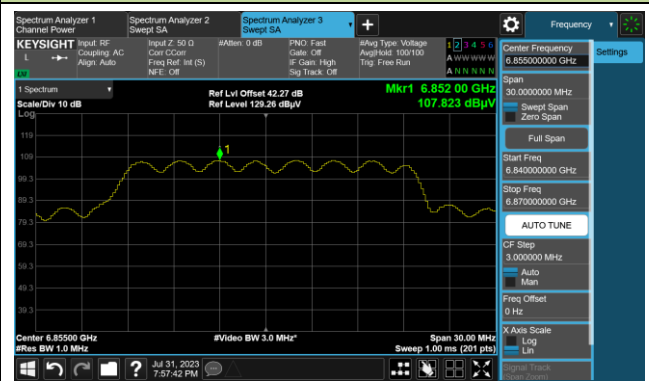 Spectrum Analyzer 1
Channel Power
Spectrum Analyzer 2
Swept SA
Spectrum Analyzer 3
Swept SA
Frequency
KEYSIGHT
L
LXI
Input: RF
Coupling: AC
Align: Auto
Input Z: 50 Ω
Corr CCorr
Freq Ref: Int (S)
NFE: Off
#Atten: 0 dB
PNO: Fast
Gate: Off
IF Gain: High
Sig Track: Off
#Avg Type: Voltage
Avg|Hold: 100/100
Trig: Free Run
1 2 3 4 5 6
A W W W W W
A N N N N N
1 Spectrum
Scale/Div 10 dB
Log
Ref Lvl Offset 42.27 dB
Ref Level 129.26 dBµV
Mkr1 6.852 00 GHz
107.823 dBµV
1
119
109
99.3
89.3
79.3
69.3
59.3
49.3
39.3
Center 6.85500 GHz
#Res BW 1.0 MHz
#Video BW 3.0 MHz*
Span 30.00 MHz
Sweep 1.00 ms (201 pts)
Jul 31, 2023
7:57:42 PM
Settings
Center Frequency
6.855000000 GHz
Span
30.0000000 MHz
Swept Span
Zero Span
Full Span
Start Freq
6.840000000 GHz
Stop Freq
6.870000000 GHz
AUTO TUNE
CF Step
3.000000 MHz
Auto
Man
Freq Offset
0 Hz
X Axis Scale
Log
Lin
Signal Track
(Span Zoom)